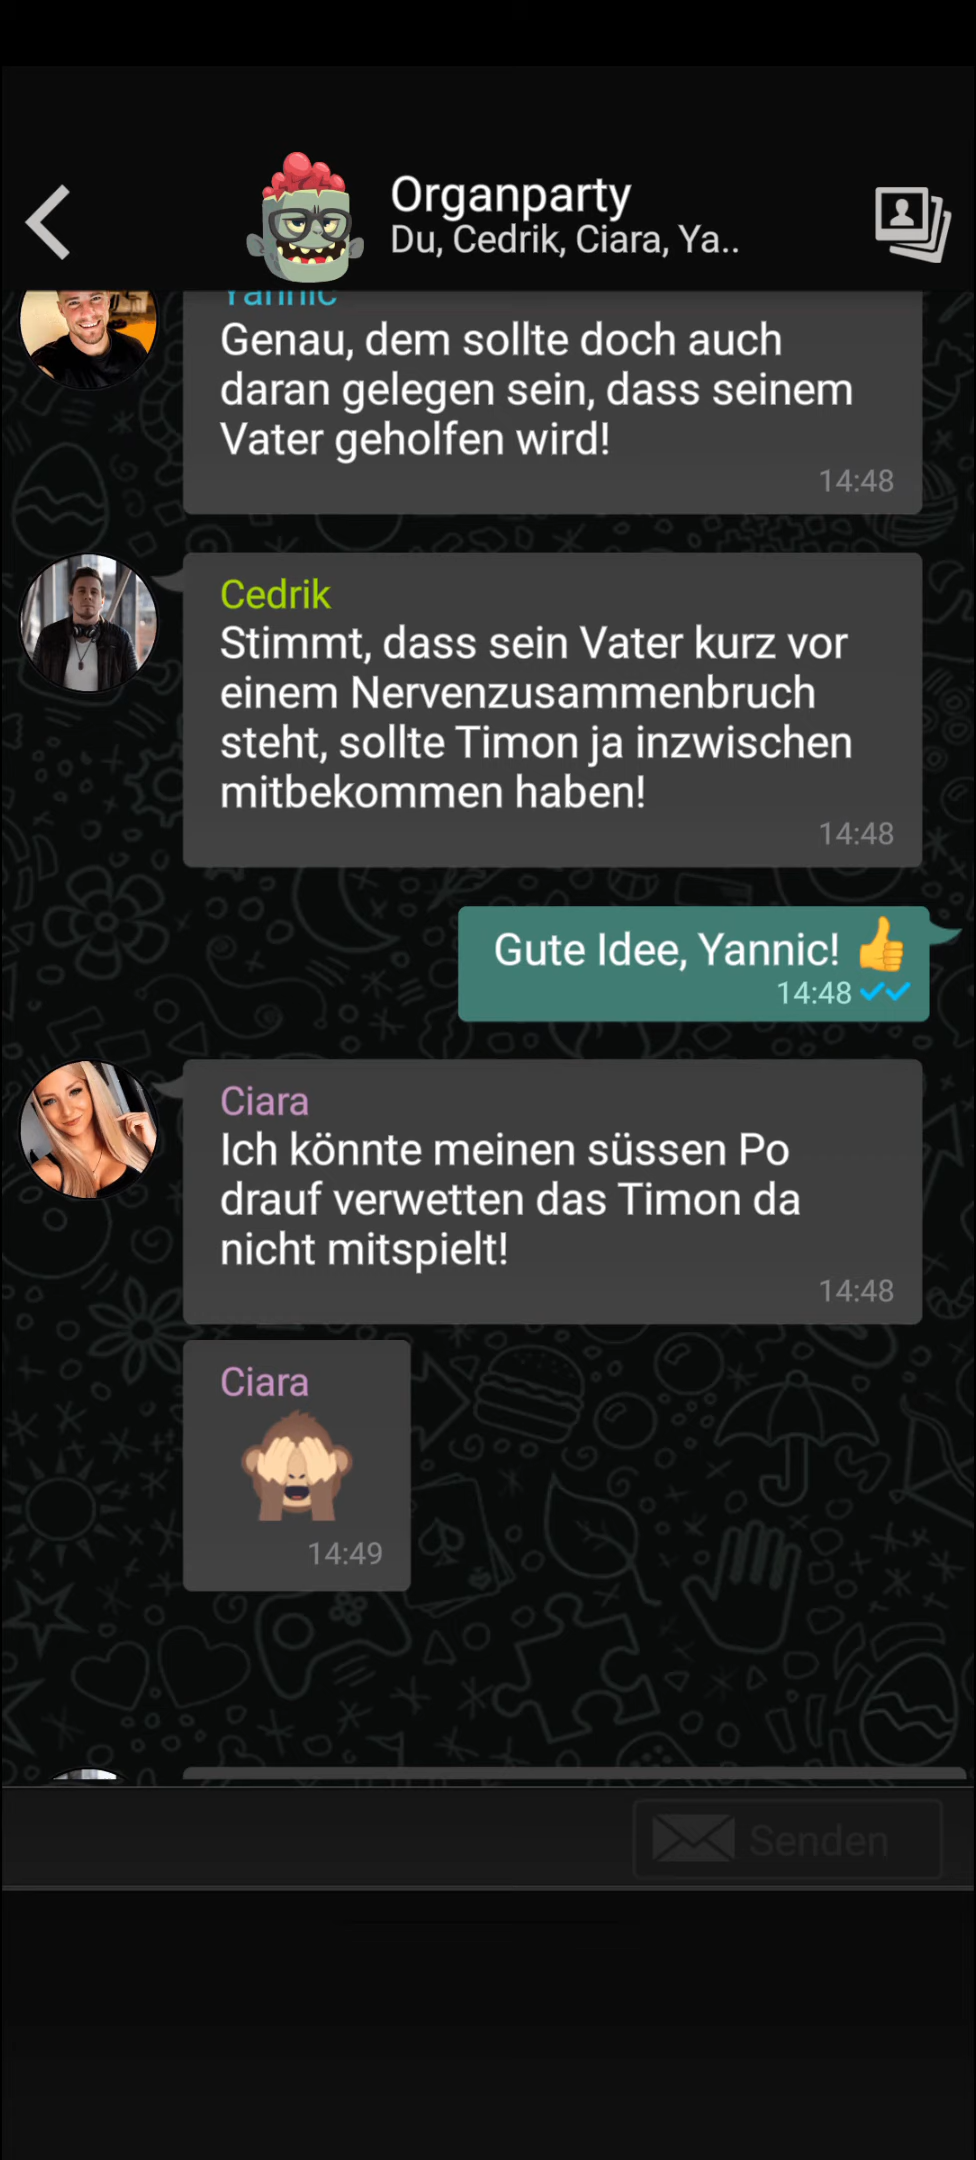 Organparty
Du, Cedrik, Ciara, Ya..
Yannic
Genau, dem sollte doch auch
daran gelegen sein, dass seinem
Vater geholfen wird!
14:48
Cedrik
Stimmt, dass sein Vater kurz vor
einem Nervenzusammenbruch
steht, sollte Timon ja inzwischen
mitbekommen haben!
14:48
Gute Idee, Yannic! 👍
14:48
Ciara
Ich könnte meinen süssen Po
drauf verwetten das Timon da
nicht mitspielt!
14:48
Ciara
🙈
14:49
Senden